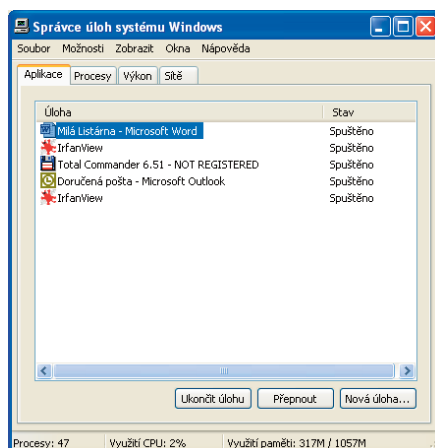 Správce úloh systému Windows
Soubor Možnosti Zobrazit Okna Nápověda
Aplikace Procesy Výkon Sítě
Úloha Stav
Milá Listárna - Microsoft Word Spuštěno
IrfanView Spuštěno
Total Commander 6.51 - NOT REGISTERED Spuštěno
Doručená pošta - Microsoft Outlook Spuštěno
IrfanView Spuštěno
Ukončit úlohu Přepnout Nová úloha...
Procesy: 47 Využití CPU: 2% Využití paměti: 317M / 1057M